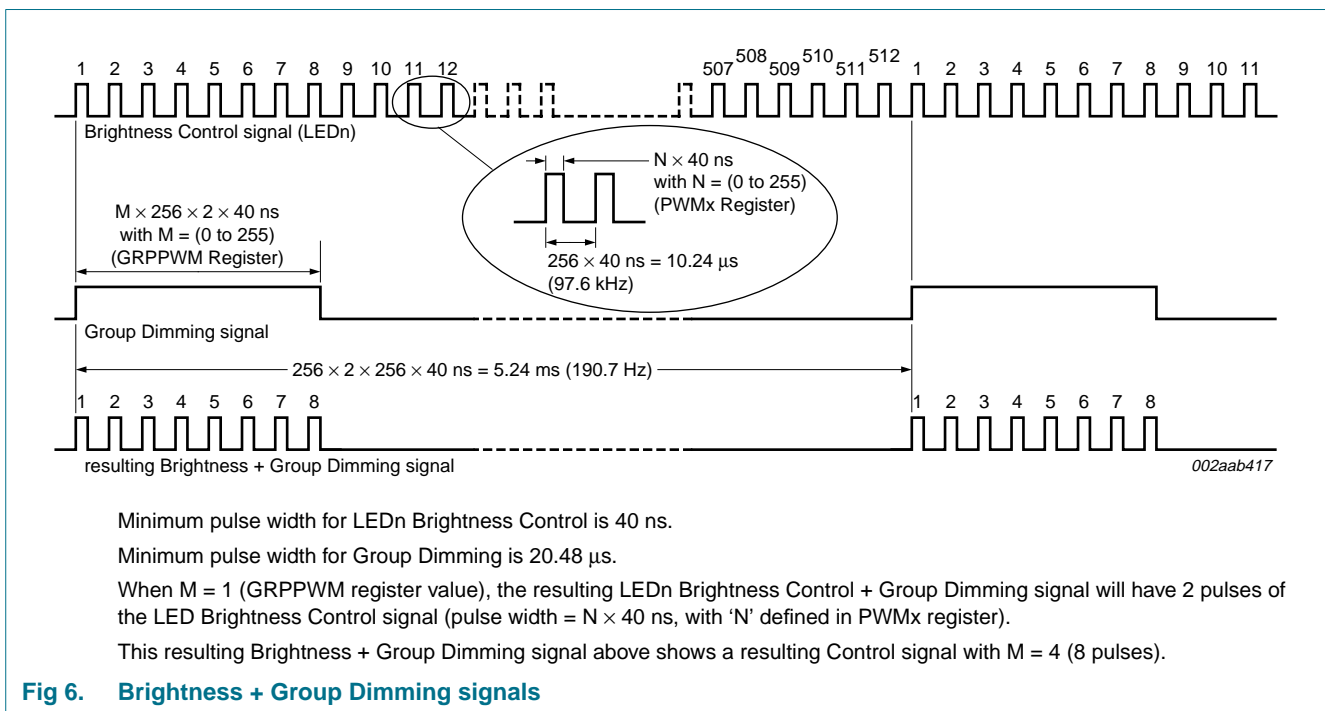 1 2 3 4 5 6 7 8 9 10 11 12 507 508 509 510 511 512 1 2 3 4 5 6 7 8 9 10 11
Brightness Control signal (LEDn)
N × 40 ns
with N = (0 to 255)
(PWMx Register)
256 × 40 ns = 10.24 μs
(97.6 kHz)
M × 256 × 2 × 40 ns
with M = (0 to 255)
(GRPPWM Register)
Group Dimming signal
256 × 2 × 256 × 40 ns = 5.24 ms (190.7 Hz)
1 2 3 4 5 6 7 8 1 2 3 4 5 6 7 8
resulting Brightness + Group Dimming signal
002aab417
Minimum pulse width for LEDn Brightness Control is 40 ns.
Minimum pulse width for Group Dimming is 20.48 μs.
When M = 1 (GRPPWM register value), the resulting LEDn Brightness Control + Group Dimming signal will have 2 pulses of
the LED Brightness Control signal (pulse width = N × 40 ns, with ‘N’ defined in PWMx register).
This resulting Brightness + Group Dimming signal above shows a resulting Control signal with M = 4 (8 pulses).
Fig 6. Brightness + Group Dimming signals